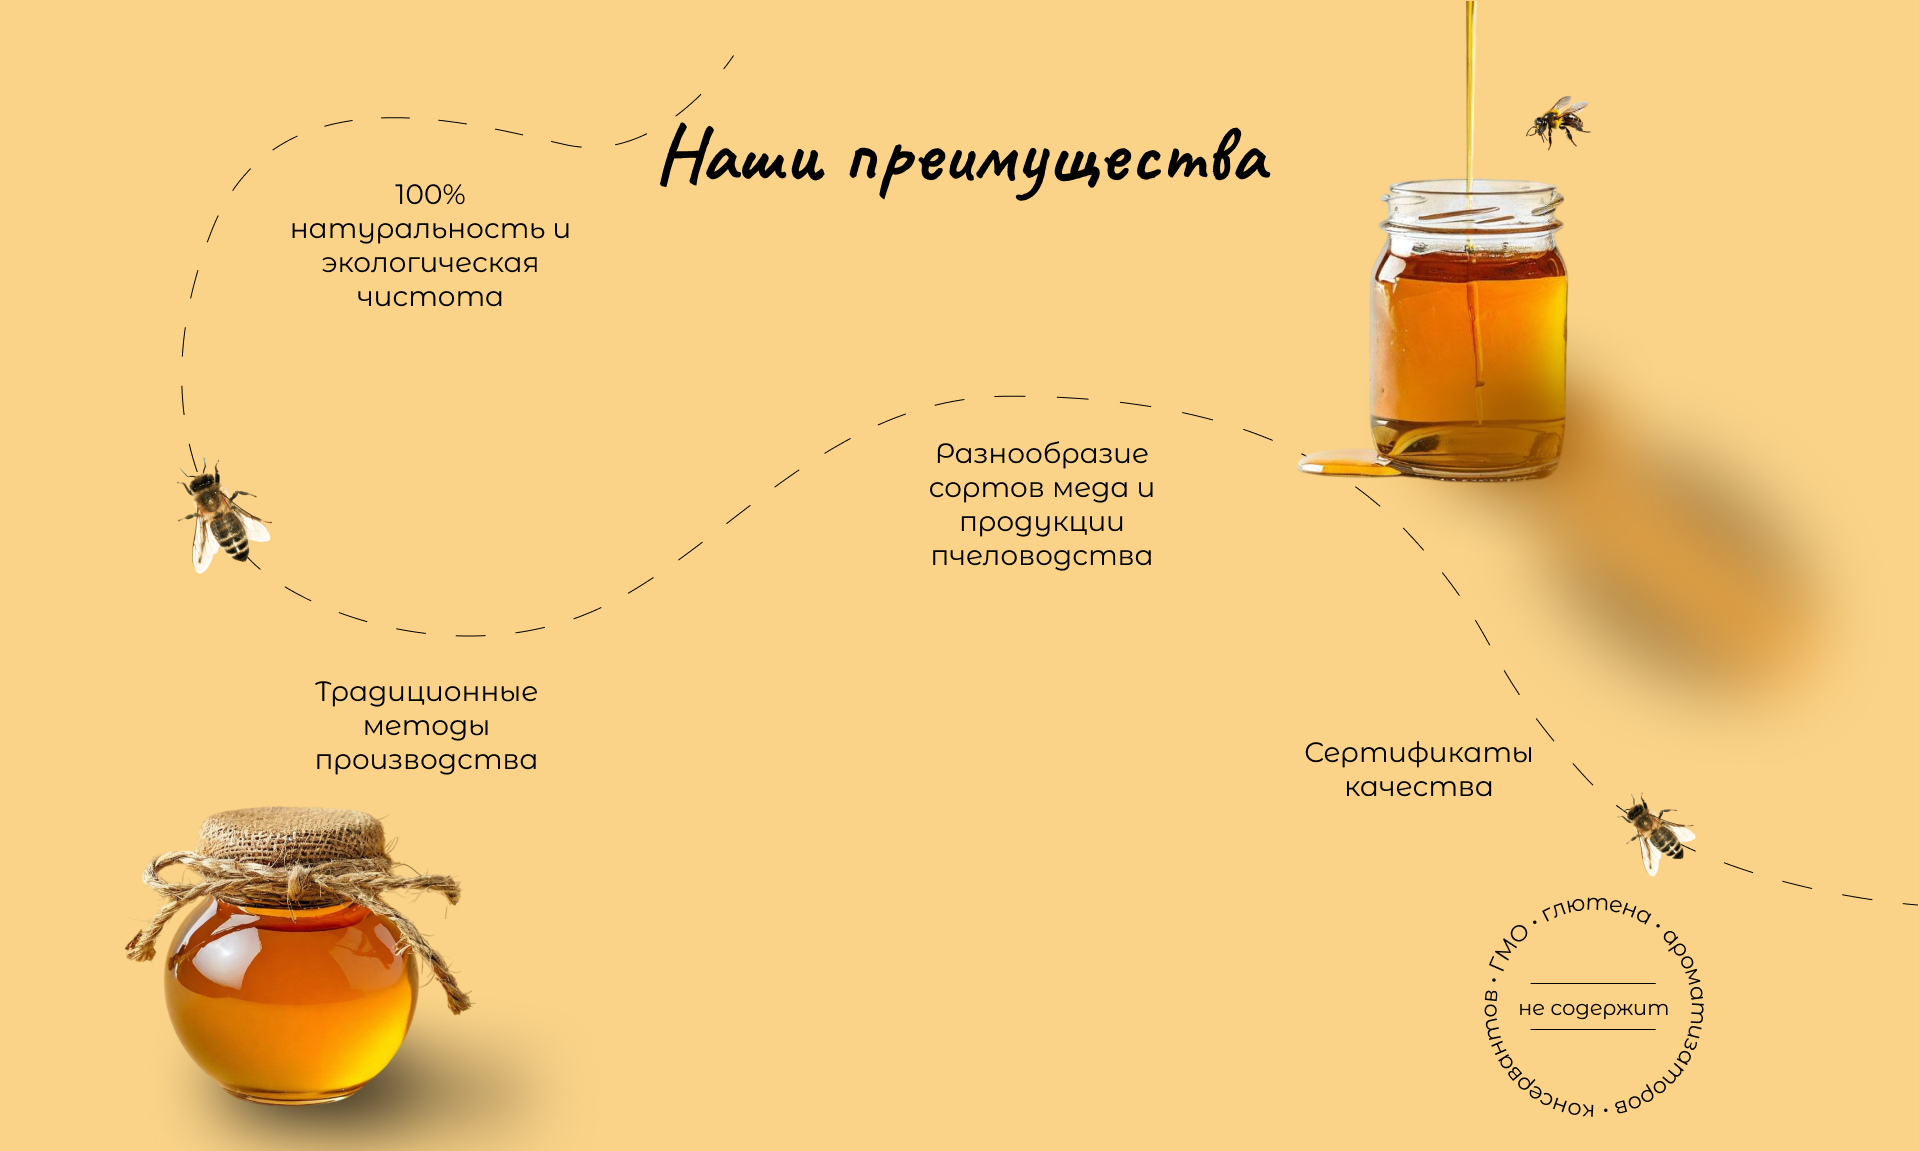 Наши преимущества
100%
натуральность и
экологическая
чистота
Разнообразие
сортов меда и
продукции
пчеловодства
Традиционные
методы
производства
Сертификаты
качества
ГМО • глютена • ароматизаторов • консервантов •
не содержит